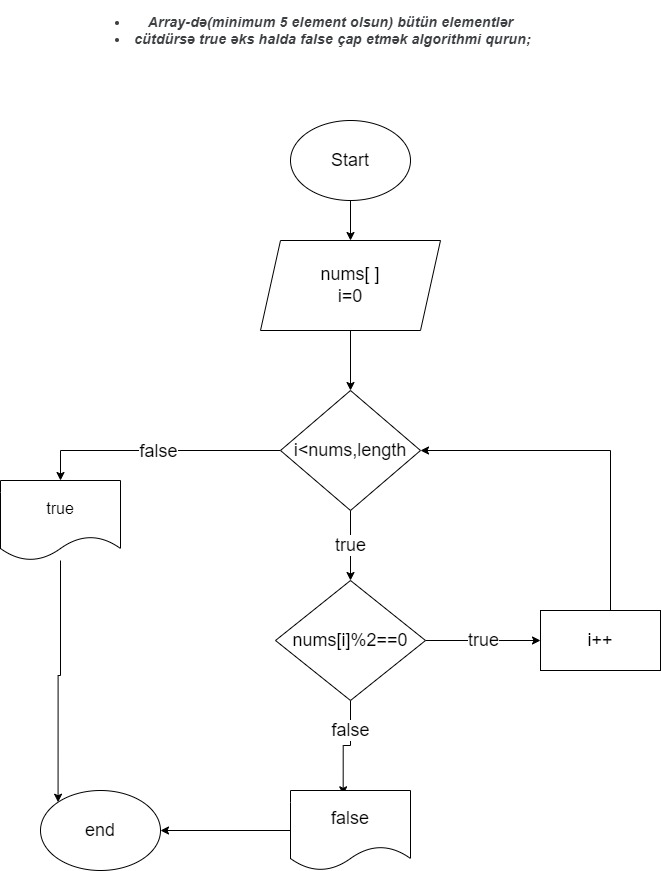 Array-də(minimum 5 element olsun) bütün elementlər
cütdürsə true əks halda false çap etmək algorithmi qurun;
Start
nums[ ]
i=0
i<nums,length
false
true
true
nums[i]%2==0
true
i++
false
false
end